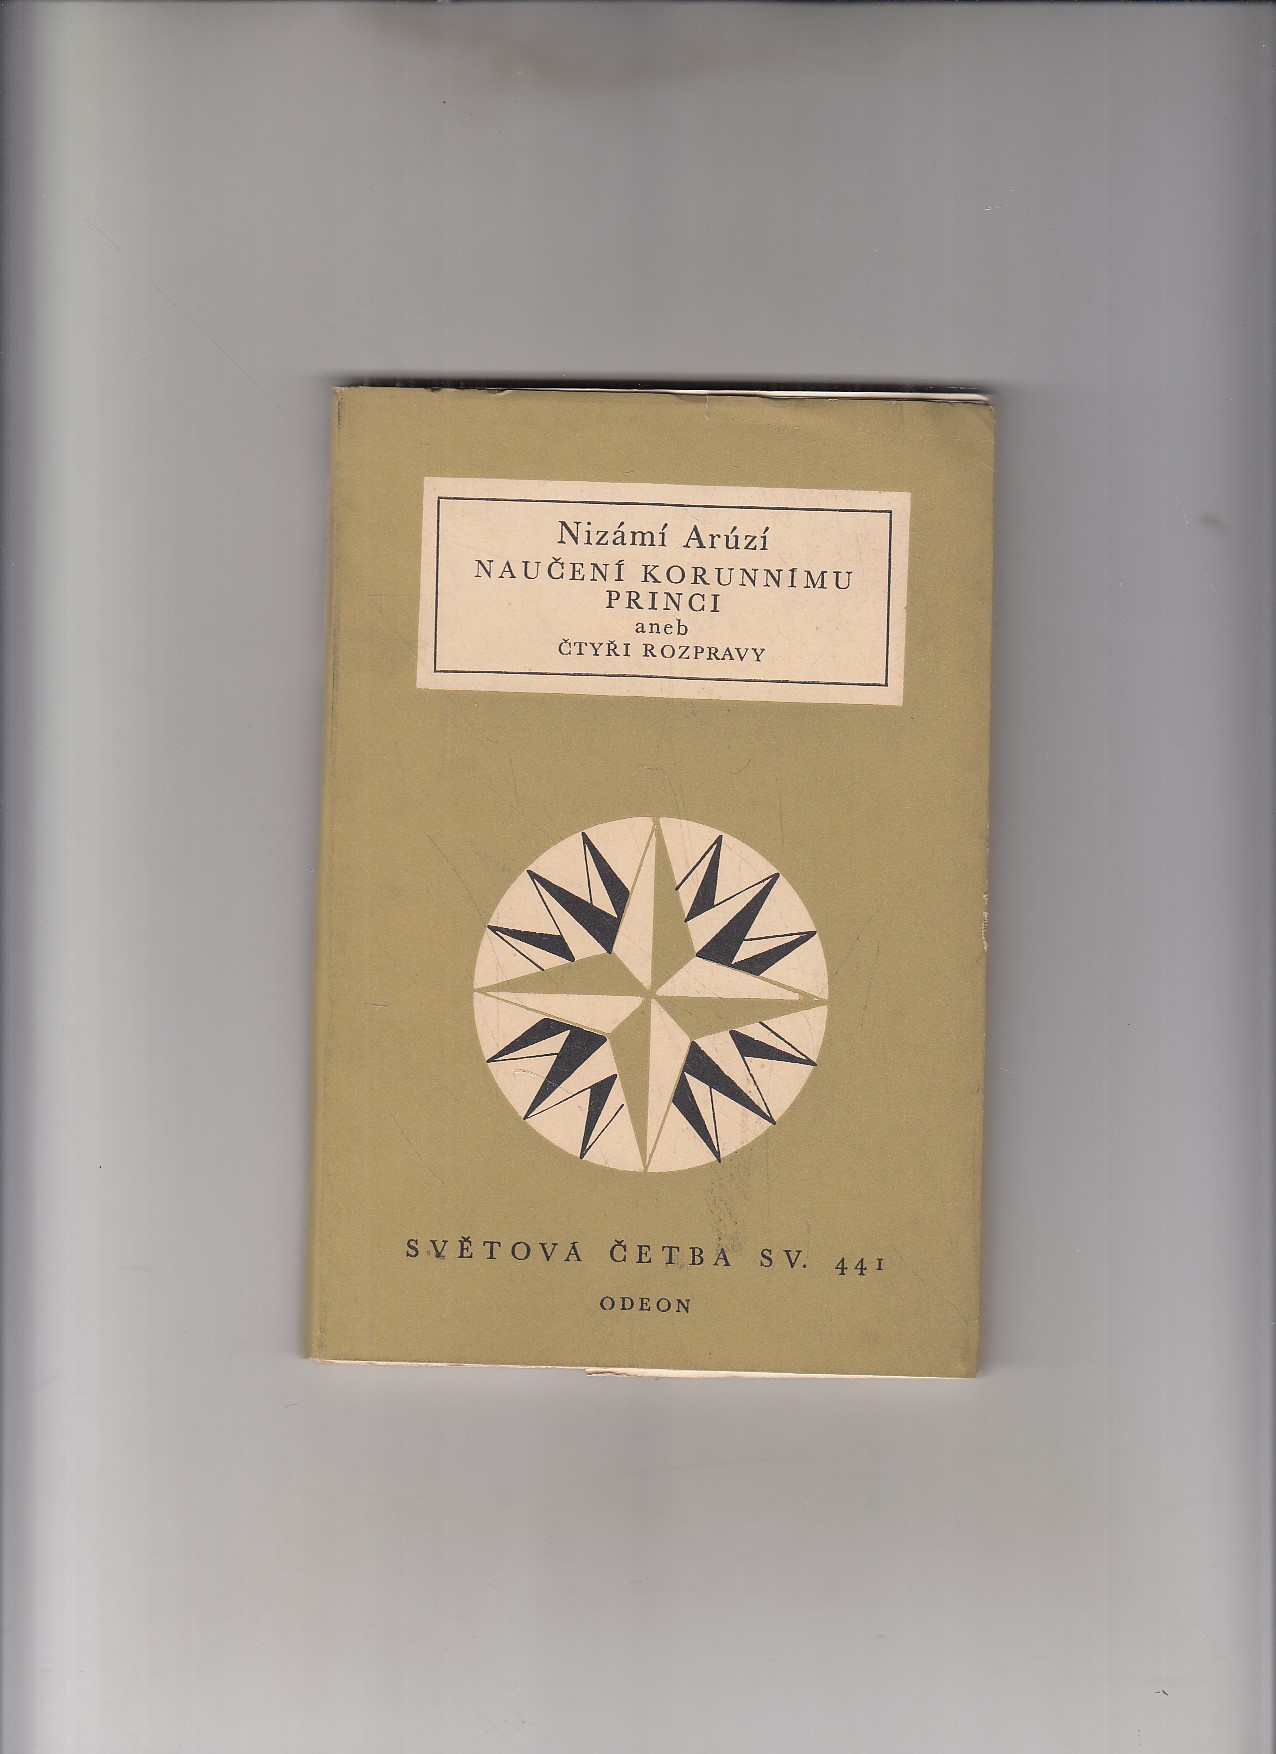 Nizámí Arúzí
NAUČENÍ KORUNNÍMU
PRINCI
aneb
ČTYŘI ROZPRAVY
SVĚTOVÁ ČETBA SV. 441
ODEON